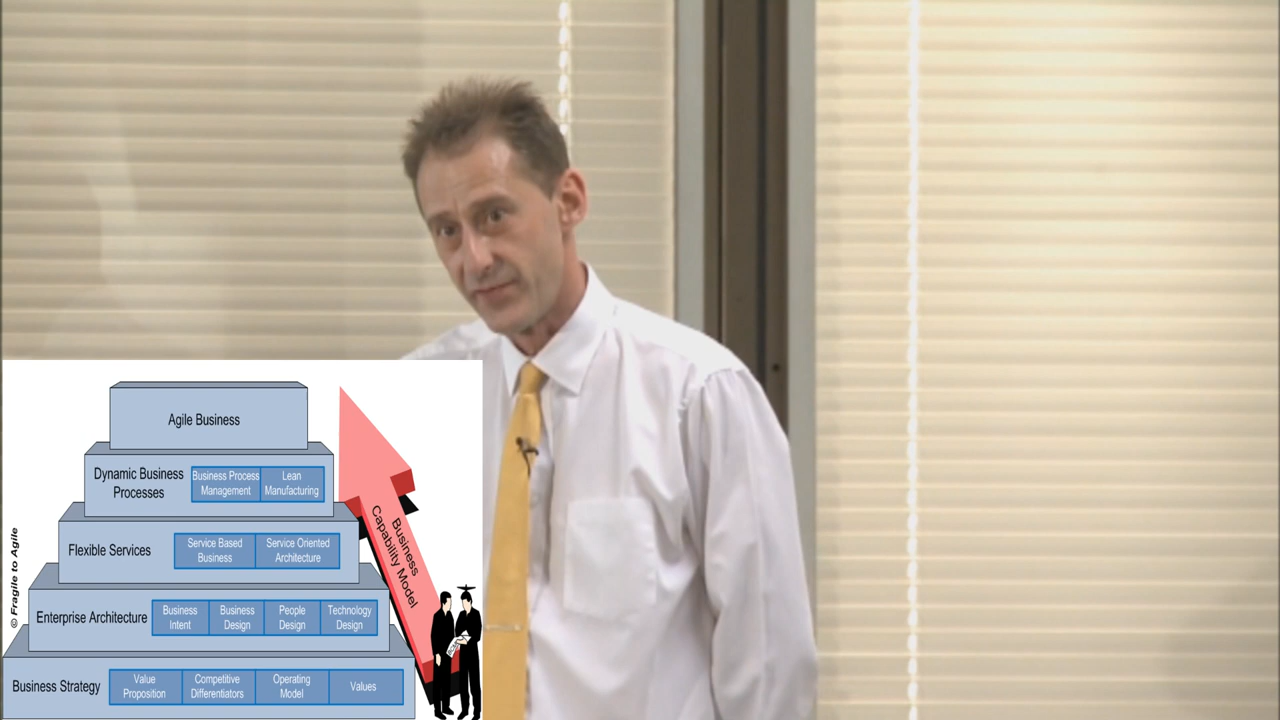 Agile Business
Dynamic Business
Processes
Business Process
Management
Lean
Manufacturing
Flexible Services
Service Based
Business
Service Oriented
Architecture
Enterprise Architecture
Business
Intent
Business
Design
People
Design
Technology
Design
Business Strategy
Value
Proposition
Competitive
Differentiators
Operating
Model
Values
Business
Capability Model
© Fragile to Agile